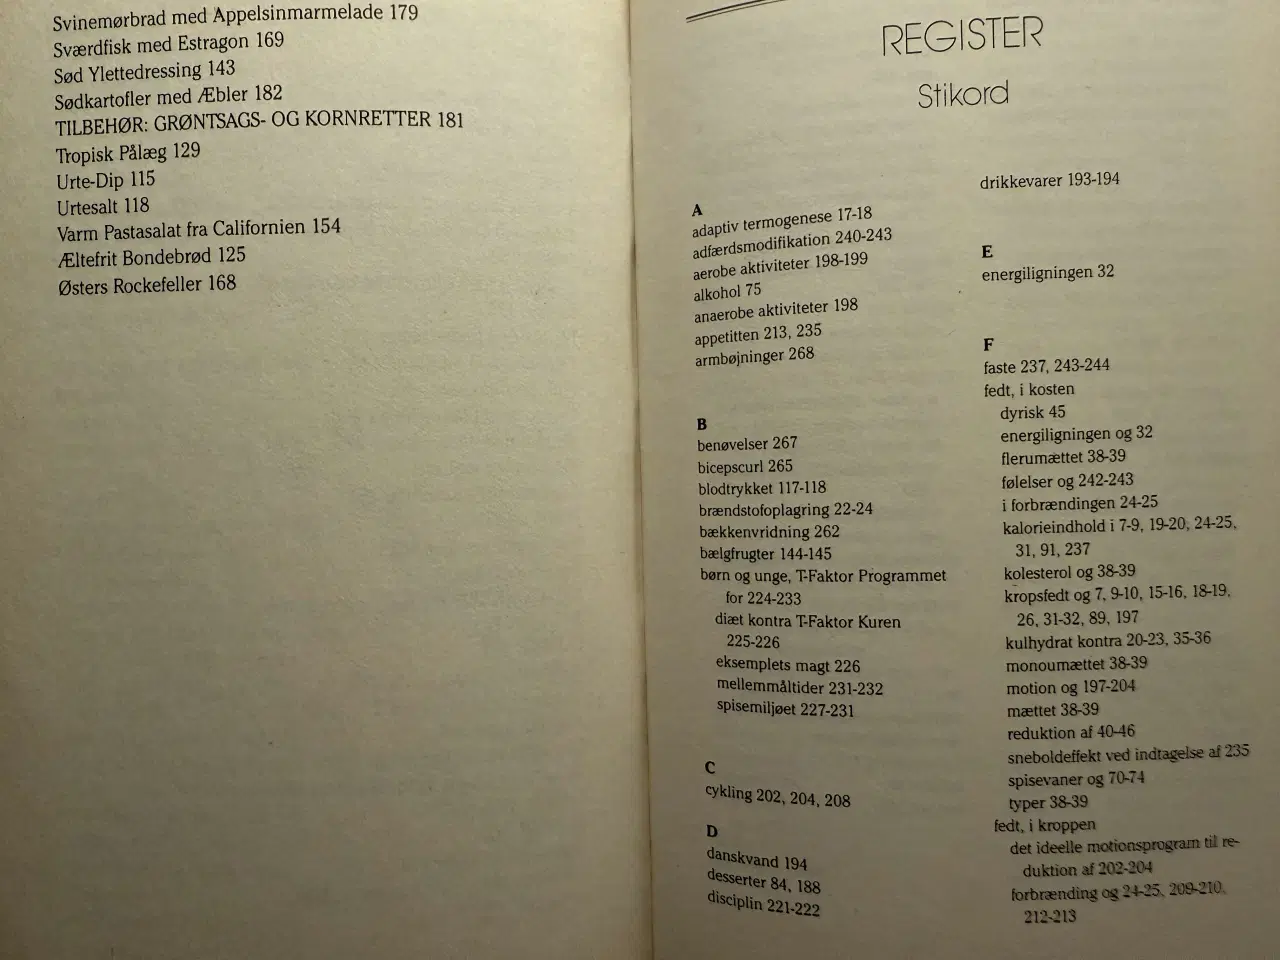 Svinemørbrad med Appelsinmarmelade 179
Sværdfisk med Estragon 169
Sød Ylettedressing 143
Sødkartofler med Æbler 182
TILBEHØR: GRØNTSAGS- OG KORNRETTER 181
Tropisk Pålæg 129
Urte-Dip 115
Urtesalt 118
Varm Pastasalat fra Californien 154
Æltefrit Bondebrød 125
Østers Rockefeller 168
REGISTER
Stikord
A
adaptiv termogenese 17-18
adfærdsmodifikation 240-243
aerobe aktiviteter 198-199
alkohol 75
anaerobe aktiviteter 198
appetitten 213, 235
armbøjninger 268
B
benøvelser 267
bicepscurl 265
blodtrykket 117-118
brændstofoplagring 22-24
bækkenvridning 262
bælgfrugter 144-145
børn og unge, T-Faktor Programmet
for 224-233
diæt kontra T-Faktor Kuren
225-226
eksemplets magt 226
mellemmåltider 231-232
spisemiljøet 227-231
C
cykling 202, 204, 208
D
danskvand 194
desserter 84, 188
disciplin 221-222
drikkevarer 193-194
E
energiligningen 32
F
faste 237, 243-244
fedt, i kosten
dyrisk 45
energiligningen og 32
flerumættet 38-39
følelser og 242-243
i forbrændingen 24-25
kalorieindhold i 7-9, 19-20, 24-25,
31, 91, 237
kolesterol og 38-39
kropsfedt og 7, 9-10, 15-16, 18-19,
26, 31-32, 89, 197
kulhydrat kontra 20-23, 35-36
monoumættet 38-39
motion og 197-204
mættet 38-39
reduktion af 40-46
sneboldeffekt ved indtagelse af 235
spisevaner og 70-74
typer 38-39
fedt, i kroppen
det ideelle motionsprogram til re-
duktion af 202-204
forbrænding og 24-25, 209-210,
212-213